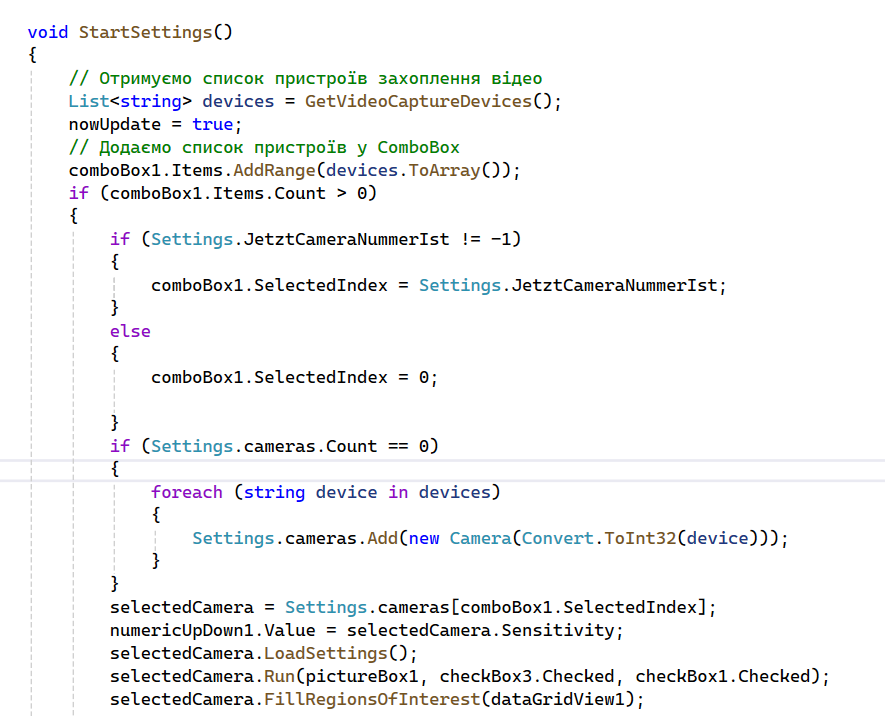 void StartSettings()
{
// Отримуємо список пристроїв захоплення відео
List<string> devices = GetVideoCaptureDevices();
nowUpdate = true;
// Додаємо список пристроїв у ComboBox
comboBox1.Items.AddRange(devices.ToArray());
if (comboBox1.Items.Count > 0)
{
if (Settings.JetztCameraNummerIst != -1)
{
comboBox1.SelectedIndex = Settings.JetztCameraNummerIst;
}
else
{
comboBox1.SelectedIndex = 0;
}
if (Settings.cameras.Count == 0)
{
foreach (string device in devices)
{
Settings.cameras.Add(new Camera(Convert.ToInt32(device)));
}
}
selectedCamera = Settings.cameras[comboBox1.SelectedIndex];
numericUpDown1.Value = selectedCamera.Sensitivity;
selectedCamera.LoadSettings();
selectedCamera.Run(pictureBox1, checkBox3.Checked, checkBox1.Checked);
selectedCamera.FillRegionsOfInterest(dataGridView1);